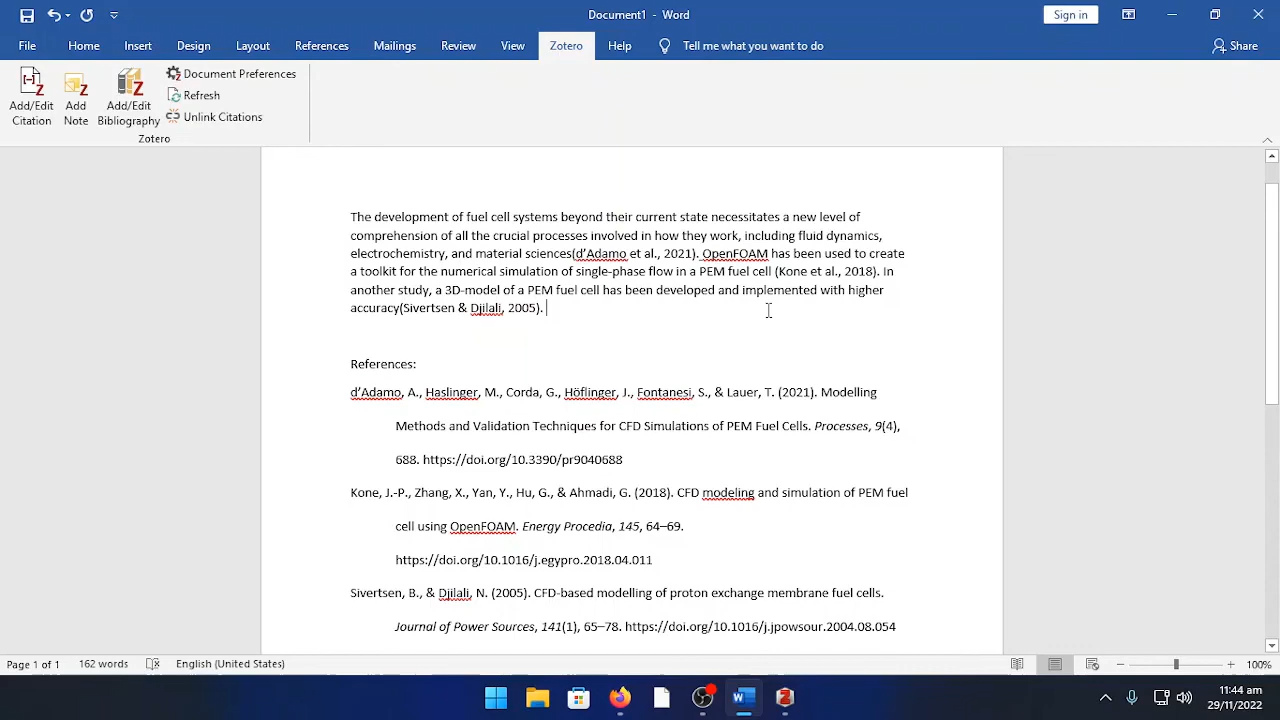 Document1 - Word
Sign in
File Home Insert Design Layout References Mailings Review View Zotero Help Tell me what you want to do Share
Add/Edit Citation
Add Note
Add/Edit Bibliography
Document Preferences
Refresh
Unlink Citations
Zotero
The development of fuel cell systems beyond their current state necessitates a new level of
comprehension of all the crucial processes involved in how they work, including fluid dynamics,
electrochemistry, and material sciences(d’Adamo et al., 2021). OpenFOAM has been used to create
a toolkit for the numerical simulation of single-phase flow in a PEM fuel cell (Kone et al., 2018). In
another study, a 3D-model of a PEM fuel cell has been developed and implemented with higher
accuracy(Sivertsen & Djilali, 2005).
References:
d’Adamo, A., Haslinger, M., Corda, G., Höflinger, J., Fontanesi, S., & Lauer, T. (2021). Modelling
Methods and Validation Techniques for CFD Simulations of PEM Fuel Cells. Processes, 9(4),
688. https://doi.org/10.3390/pr9040688
Kone, J.-P., Zhang, X., Yan, Y., Hu, G., & Ahmadi, G. (2018). CFD modeling and simulation of PEM fuel
cell using OpenFOAM. Energy Procedia, 145, 64–69.
https://doi.org/10.1016/j.egypro.2018.04.011
Sivertsen, B., & Djilali, N. (2005). CFD-based modelling of proton exchange membrane fuel cells.
Journal of Power Sources, 141(1), 65–78. https://doi.org/10.1016/j.jpowsour.2004.08.054
Page 1 of 1 162 words English (United States) 100%
11:44 am
29/11/2022